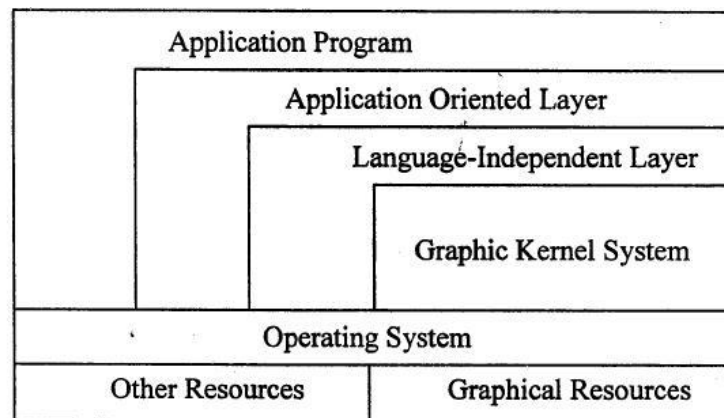 Application Program
Application Oriented Layer
Language-Independent Layer
Graphic Kernel System
Operating System
Other Resources
Graphical Resources